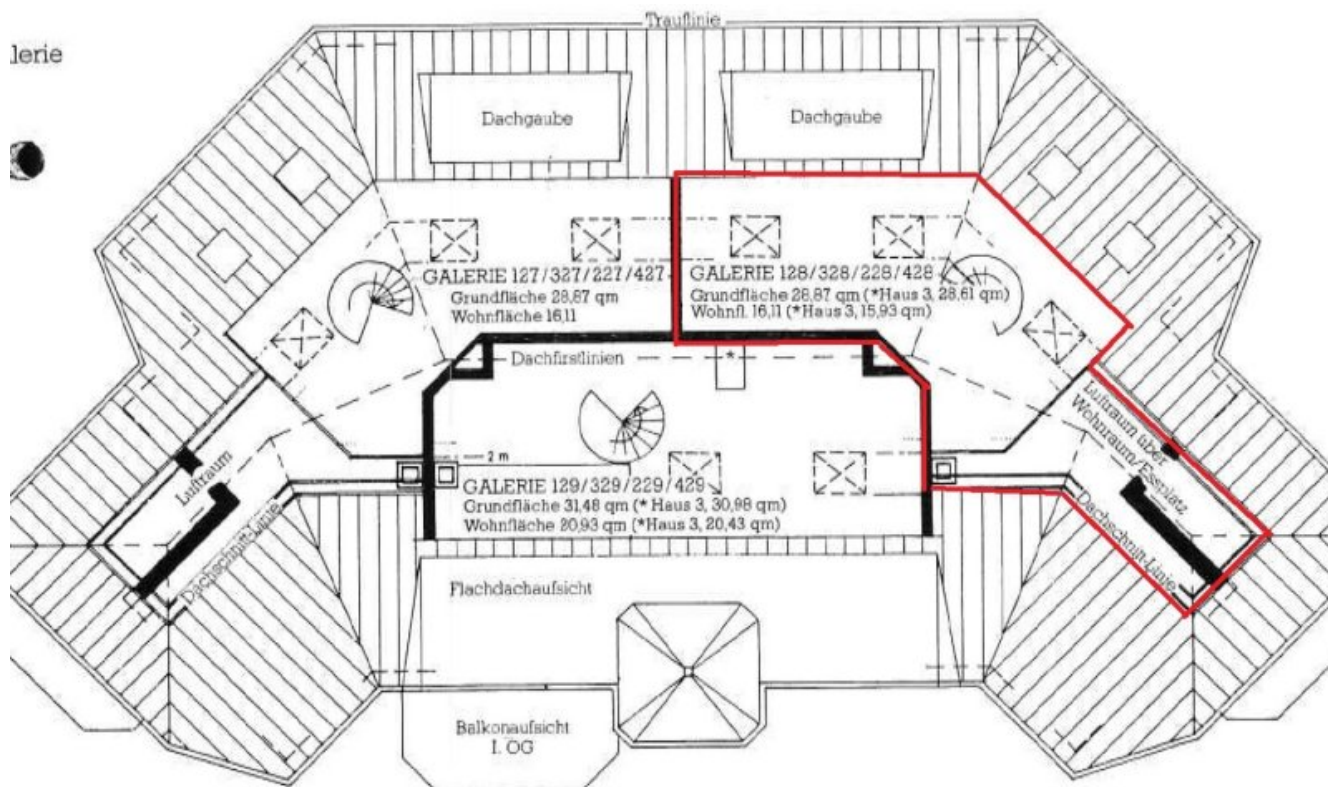 Trauflinie
lerie
Dachgaube
Dachgaube
GALERIE 127/327/227/427
Grundfläche 28,87 qm
Wohnfläche 16,11
GALERIE 128/328/228/428
Grundfläche 28,87 qm (*Haus 3, 28,61 qm)
Wohnfl. 16,11 (*Haus 3, 15,93 qm)
Dachfirstlinien
*
Luftraum
Dachschnitt-Linie
2 m
GALERIE 129/329/229/429
Grundfläche 31,48 qm (* Haus 3, 30,98 qm)
Wohnfläche 20,93 qm (*Haus 3, 20,43 qm)
Luftraum über
Wohnraum/Essplatz
Dachschnitt-Linie
Flachdachaufsicht
Balkonaufsicht
I. OG